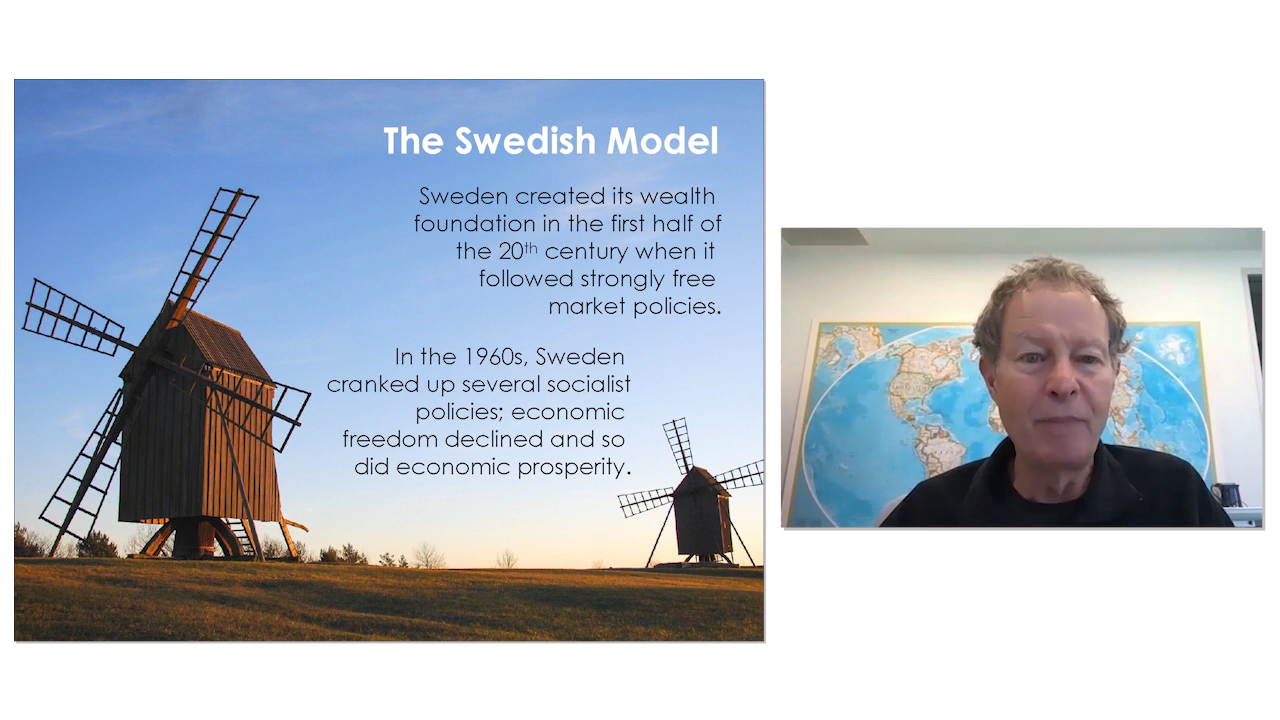 The Swedish Model
Sweden created its wealth
foundation in the first half of
the 20th century when it
followed strongly free
market policies.
In the 1960s, Sweden
cranked up several socialist
policies; economic
freedom declined and so
did economic prosperity.